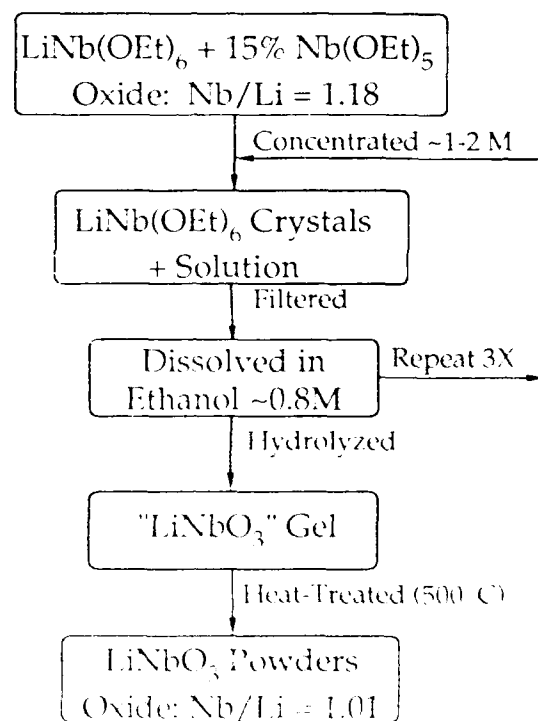 LiNb(OEt)₆ + 15% Nb(OEt)₅
Oxide: Nb/Li = 1.18
Concentrated ~1-2 M
LiNb(OEt)₆ Crystals
+ Solution
Filtered
Dissolved in
Ethanol ~0.8M
Repeat 3X
Hydrolyzed
"LiNbO₃" Gel
Heat-Treated (500 C)
LiNbO₃ Powders
Oxide: Nb/Li = 1.01